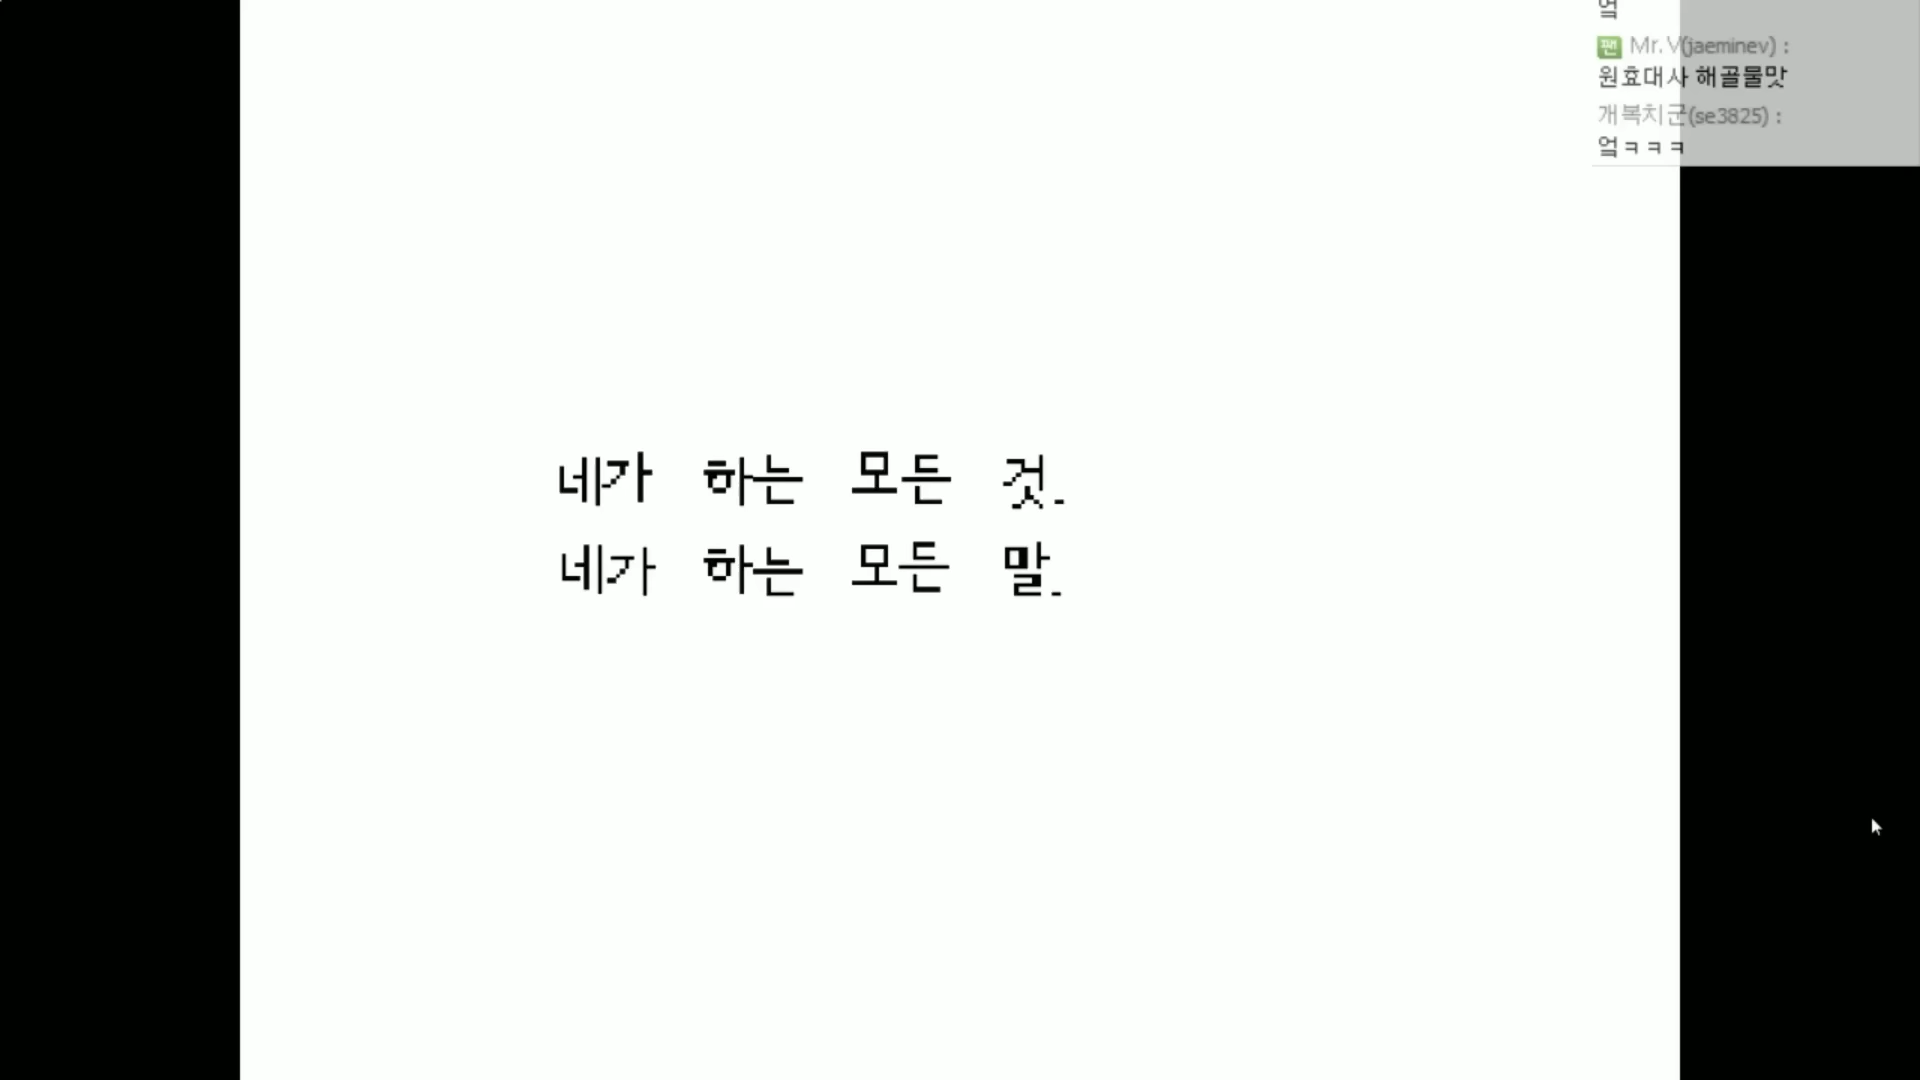 네가 하는 모든 것.
네가 하는 모든 말.
팬 Mr.V(jaeminev) :
원효대사 해골물맛
개복치군(se3825) :
엌ㅋㅋㅋ